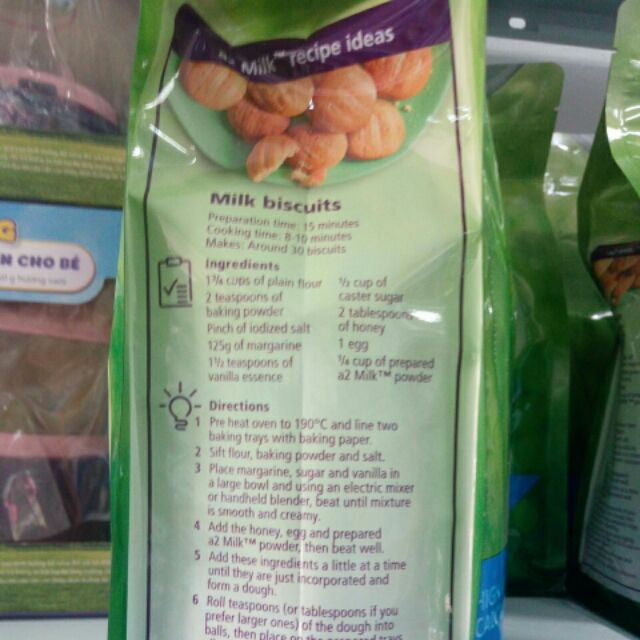 a2 Milk™ recipe ideas
Milk biscuits
Preparation time: 15 minutes
Cooking time: 8-10 minutes
Makes: Around 30 biscuits
Ingredients
1¾ cups of plain flour
2 teaspoons of
baking powder
Pinch of iodized salt
125g of margarine
1½ teaspoons of
vanilla essence
½ cup of
caster sugar
2 tablespoons
of honey
1 egg
¼ cup of prepared
a2 Milk™ powder
Directions
1 Pre heat oven to 190°C and line two
baking trays with baking paper.
2 Sift flour, baking powder and salt.
3 Place margarine, sugar and vanilla in
a large bowl and using an electric mixer
or handheld blender, beat until mixture
is smooth and creamy.
4 Add the honey, egg and prepared
a2 Milk™ powder, then beat well.
5 Add these ingredients a little at a time
until they are just incorporated and
form a dough.
6 Roll teaspoons (or tablespoons if you
prefer larger ones) of the dough into
balls, then place on the prepared trays
G
N CHO BÉ